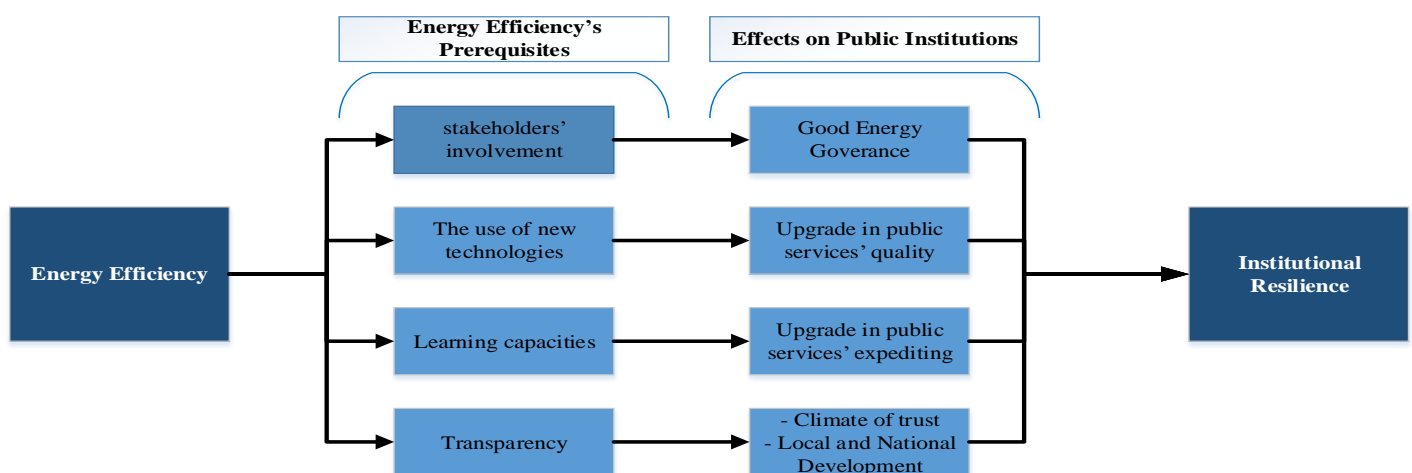 Energy Efficiency’s
Prerequisites
Effects on Public Institutions
stakeholders’
involvement
Good Energy
Goverance
The use of new
technologies
Upgrade in public
services’ quality
Energy Efficiency
Institutional
Resilience
Learning capacities
Upgrade in public
services’ expediting
Transparency
- Climate of trust
- Local and National
Development